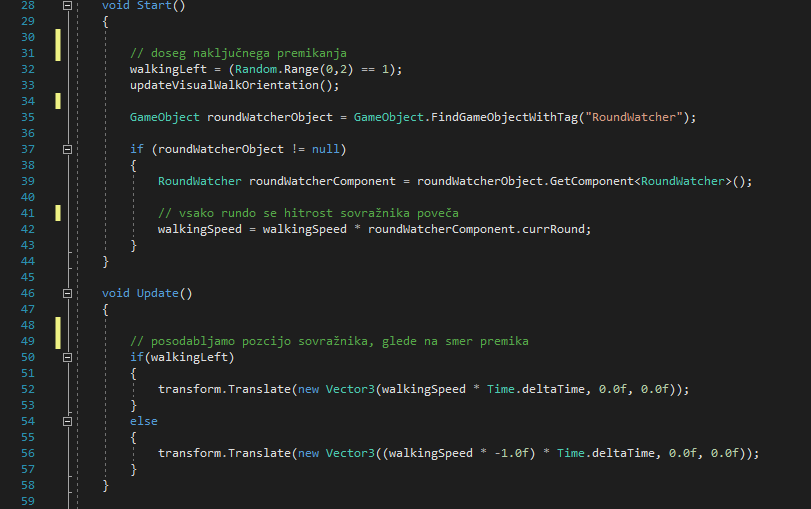 28 void Start()
29 {
30
31 // doseg naključnega premikanja
32 walkingLeft = (Random.Range(0,2) == 1);
33 updateVisualWalkOrientation();
34
35 GameObject roundWatcherObject = GameObject.FindGameObjectWithTag("RoundWatcher");
36
37 if (roundWatcherObject != null)
38 {
39 RoundWatcher roundWatcherComponent = roundWatcherObject.GetComponent<RoundWatcher>();
40
41 // vsako rundo se hitrost sovražnika poveča
42 walkingSpeed = walkingSpeed * roundWatcherComponent.currRound;
43 }
44 }
45
46 void Update()
47 {
48
49 // posodabljamo pozcijo sovražnika, glede na smer premika
50 if(walkingLeft)
51 {
52 transform.Translate(new Vector3(walkingSpeed * Time.deltaTime, 0.0f, 0.0f));
53 }
54 else
55 {
56 transform.Translate(new Vector3((walkingSpeed * -1.0f) * Time.deltaTime, 0.0f, 0.0f));
57 }
58 }
59